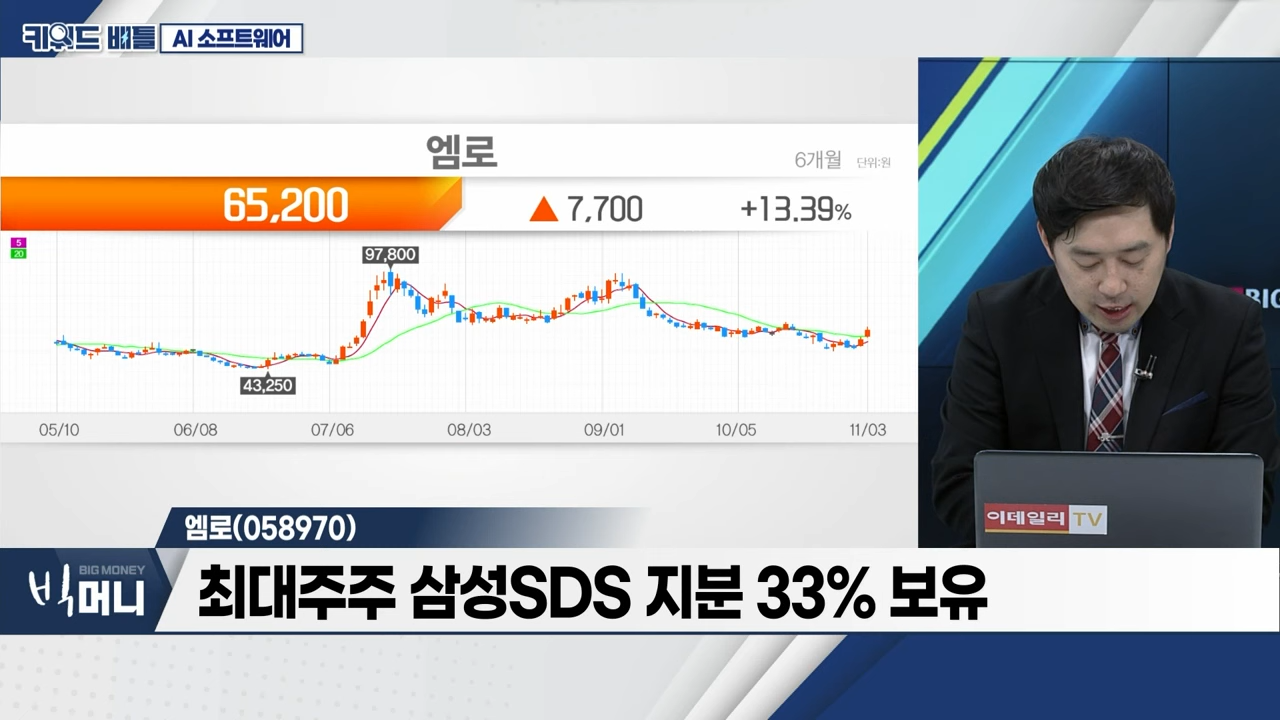 키워드 배틀 AI 소프트웨어
엠로
6개월 단위:원
65,200 ▲ 7,700 +13.39%
5
20
97,800
43,250
05/10 06/08 07/06 08/03 09/01 10/05 11/03
BIG
이데일리 TV
엠로(058970)
BIG MONEY
빅머니
최대주주 삼성SDS 지분 33% 보유